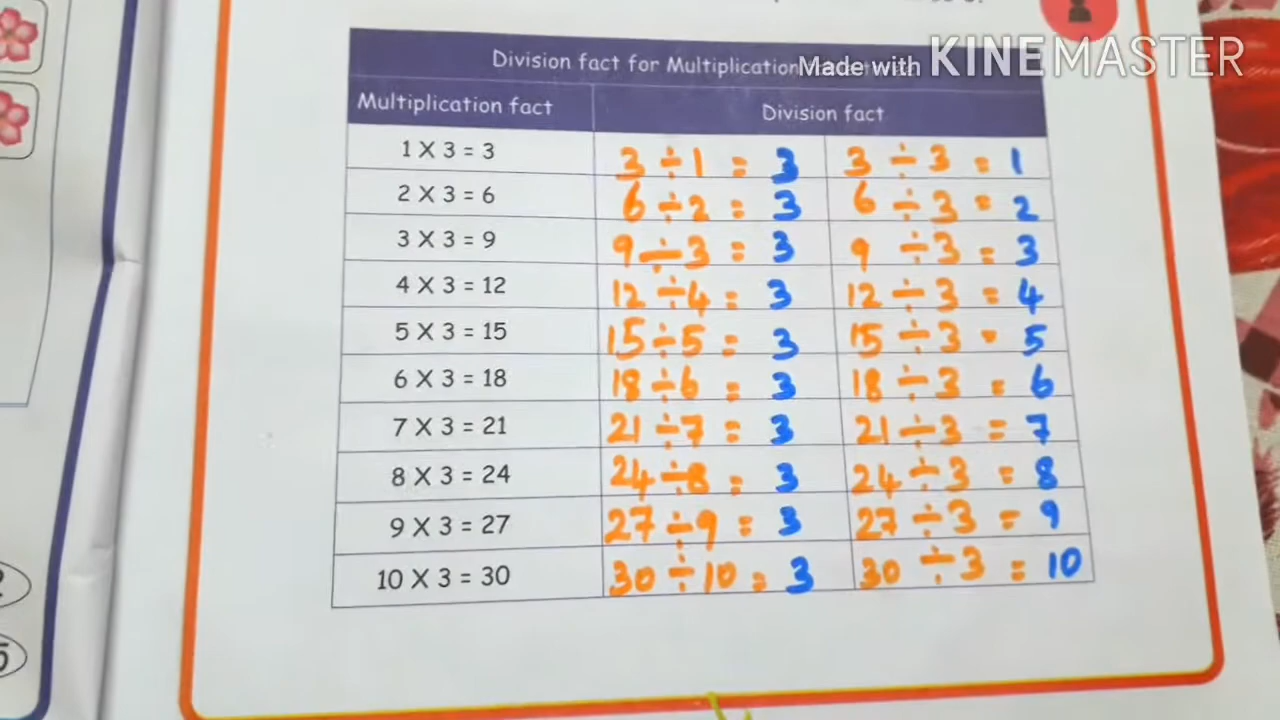 Division fact for Multiplication
Made with KINEMASTER
Multiplication fact Division fact
1 X 3 = 3 3 ÷ 1 = 3 3 ÷ 3 = 1
2 X 3 = 6 6 ÷ 2 = 3 6 ÷ 3 = 2
3 X 3 = 9 9 ÷ 3 = 3 9 ÷ 3 = 3
4 X 3 = 12 12 ÷ 4 = 3 12 ÷ 3 = 4
5 X 3 = 15 15 ÷ 5 = 3 15 ÷ 3 = 5
6 X 3 = 18 18 ÷ 6 = 3 18 ÷ 3 = 6
7 X 3 = 21 21 ÷ 7 = 3 21 ÷ 3 = 7
8 X 3 = 24 24 ÷ 8 = 3 24 ÷ 3 = 8
9 X 3 = 27 27 ÷ 9 = 3 27 ÷ 3 = 9
10 X 3 = 30 30 ÷ 10 = 3 30 ÷ 3 = 10